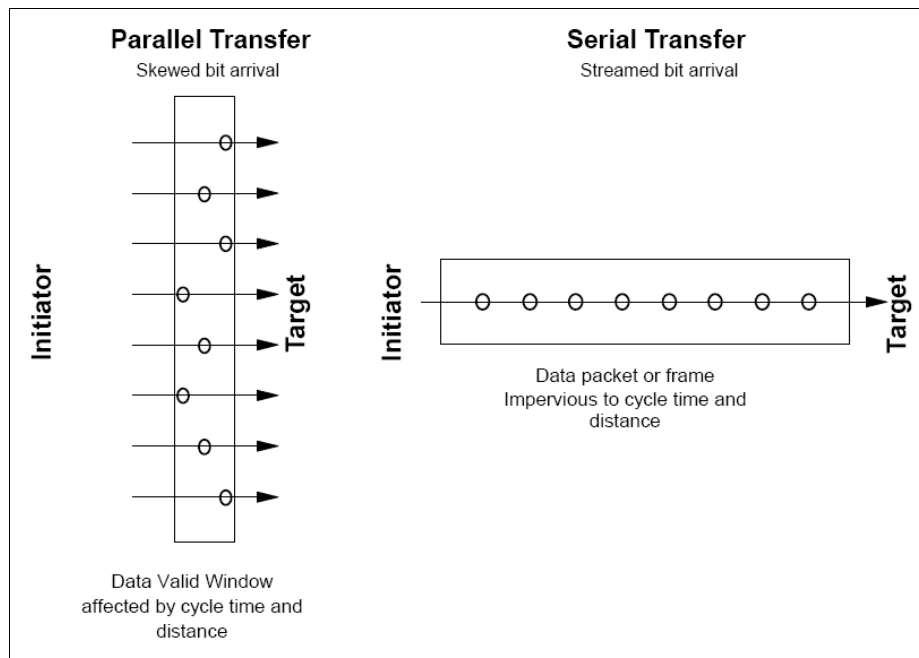 Parallel Transfer
Skewed bit arrival
Initiator
Target
Data Valid Window
affected by cycle time and
distance
Serial Transfer
Streamed bit arrival
Initiator
Target
Data packet or frame
Impervious to cycle time and
distance